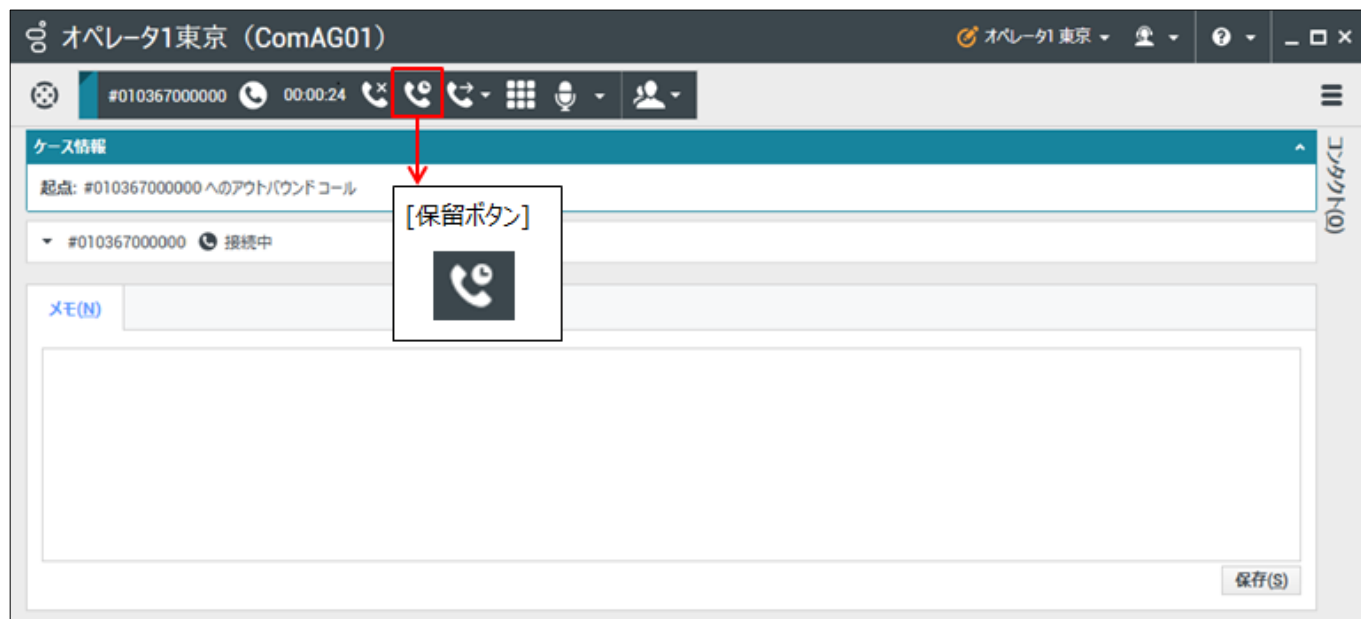 オペレータ1東京（ComAG01）
オペレータ1 東京
#010367000000 00:00:24
ケース情報
起点: #010367000000 へのアウトバウンド コール
コンタクト(O)
[保留ボタン]
#010367000000 接続中
メモ(N)
保存(S)